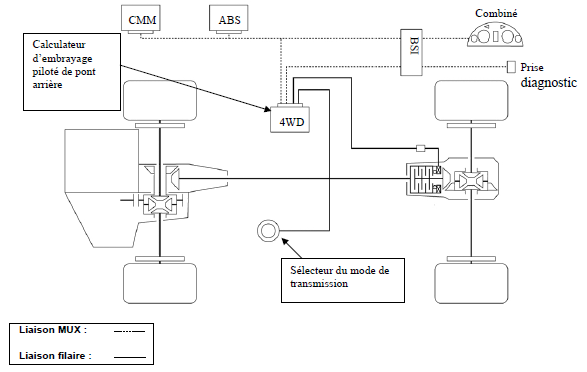 CMM
ABS
Combiné
Calculateur
d'embrayage
piloté de pont
arrière
BSI
Prise
diagnostic
4WD
Sélecteur du mode de
transmission
Liaison MUX :
Liaison filaire :